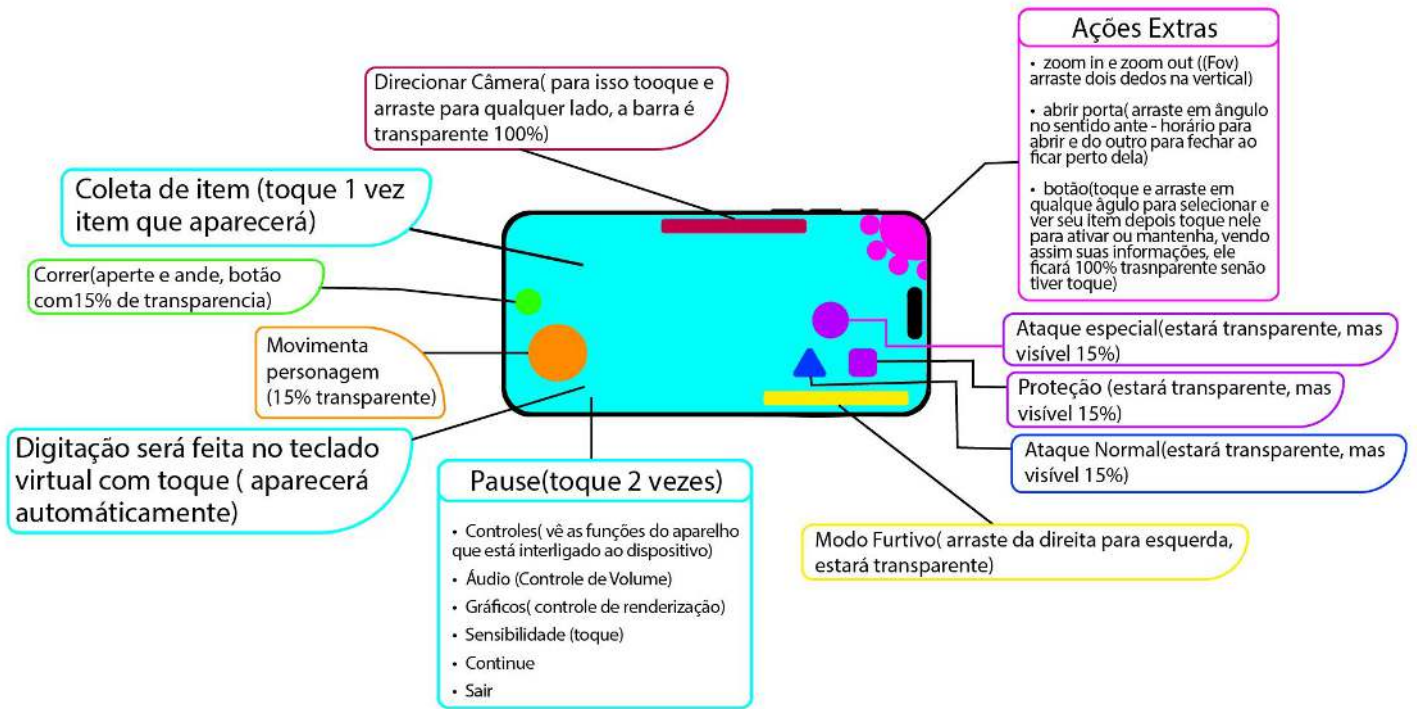 Ações Extras
• zoom in e zoom out ((Fov)
arraste dois dedos na vertical)
• abrir porta( arraste em ângulo
no sentido ante - horário para
abrir e do outro para fechar ao
ficar perto dela)
• botão(toque e arraste em
qualque âgulo para selecionar e
ver seu item depois toque nele
para ativar ou mantenha, vendo
assim suas informações, ele
ficará 100% trasnparente senão
tiver toque)
Direcionar Câmera( para isso tooque e
arraste para qualquer lado, a barra é
transparente 100%)
Coleta de item (toque 1 vez
item que aparecerá)
Correr(aperte e ande, botão
com15% de transparencia)
Movimenta
personagem
(15% transparente)
Digitação será feita no teclado
virtual com toque ( aparecerá
automáticamente)
Pause(toque 2 vezes)
• Controles( vê as funções do aparelho
que está interligado ao dispositivo)
• Áudio (Controle de Volume)
• Gráficos( controle de renderização)
• Sensibilidade (toque)
• Continue
• Sair
Ataque especial(estará transparente, mas
visível 15%)
Proteção (estará transparente, mas
visível 15%)
Ataque Normal(estará transparente, mas
visível 15%)
Modo Furtivo( arraste da direita para esquerda,
estará transparente)